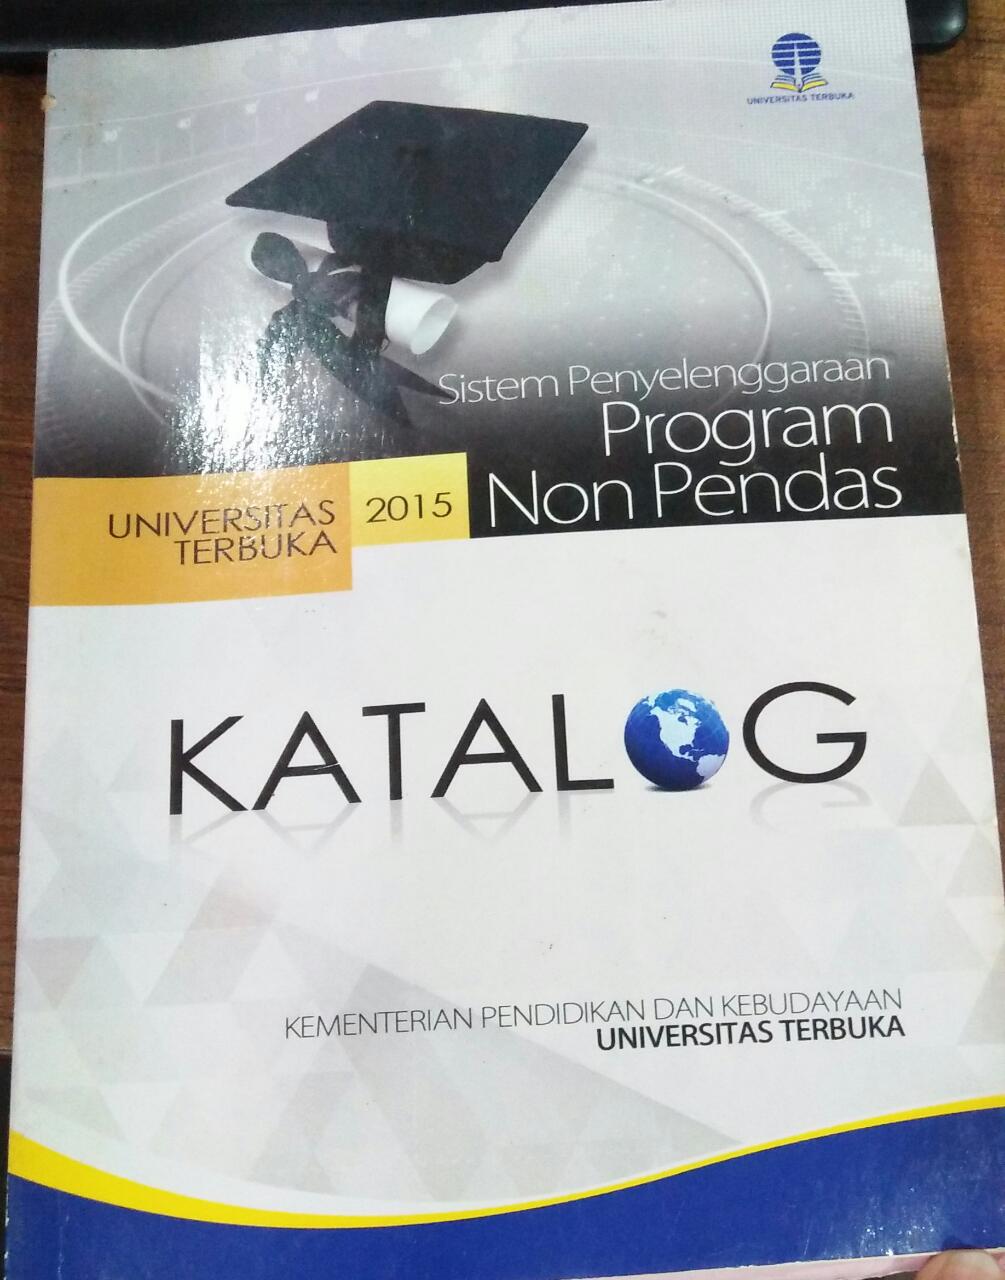 UNIVERSITAS TERBUKA
Sistem Penyelenggaraan
Program
Non Pendas
UNIVERSITAS
TERBUKA
2015
KATALOG
KEMENTERIAN PENDIDIKAN DAN KEBUDAYAAN
UNIVERSITAS TERBUKA